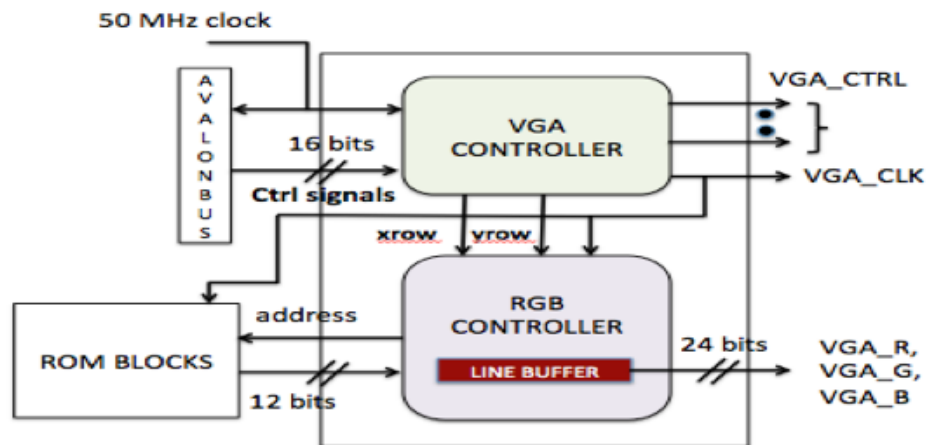 50 MHz clock
AVALONBUS
16 bits
Ctrl signals
VGA
CONTROLLER
VGA_CTRL
VGA_CLK
xrow
yrow
ROM BLOCKS
address
12 bits
RGB
CONTROLLER
LINE BUFFER
24 bits
VGA_R,
VGA_G,
VGA_B